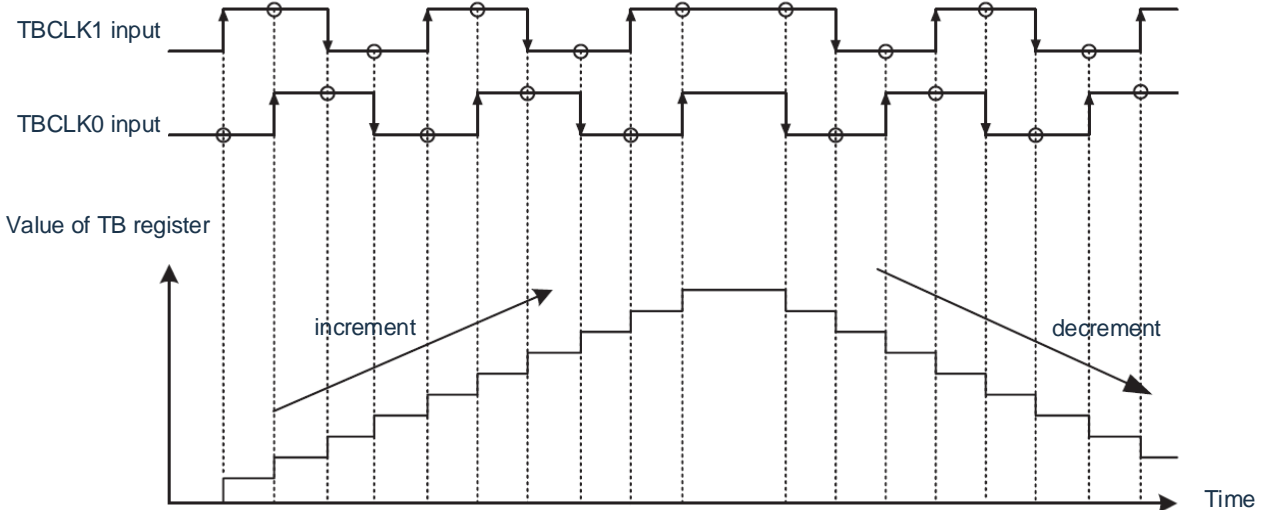 TBCLK1 input
TBCLK0 input
Value of TB register
increment
decrement
Time